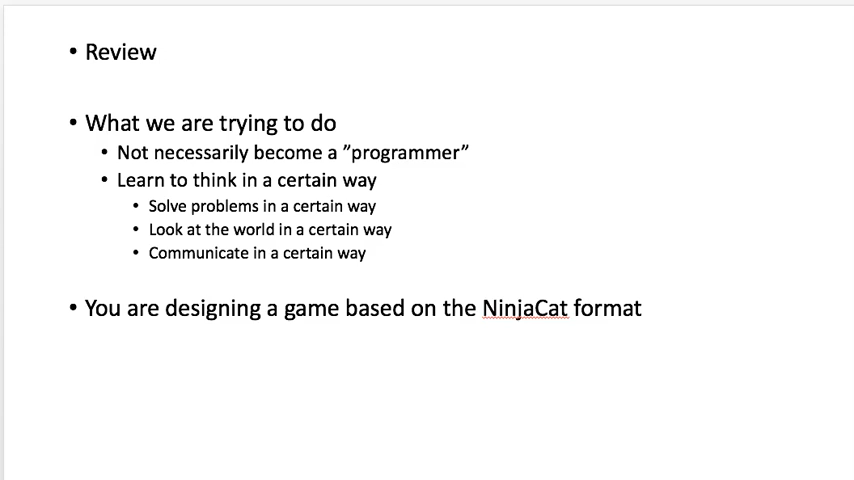 • Review
• What we are trying to do
• Not necessarily become a ”programmer”
• Learn to think in a certain way
• Solve problems in a certain way
• Look at the world in a certain way
• Communicate in a certain way
• You are designing a game based on the NinjaCat format